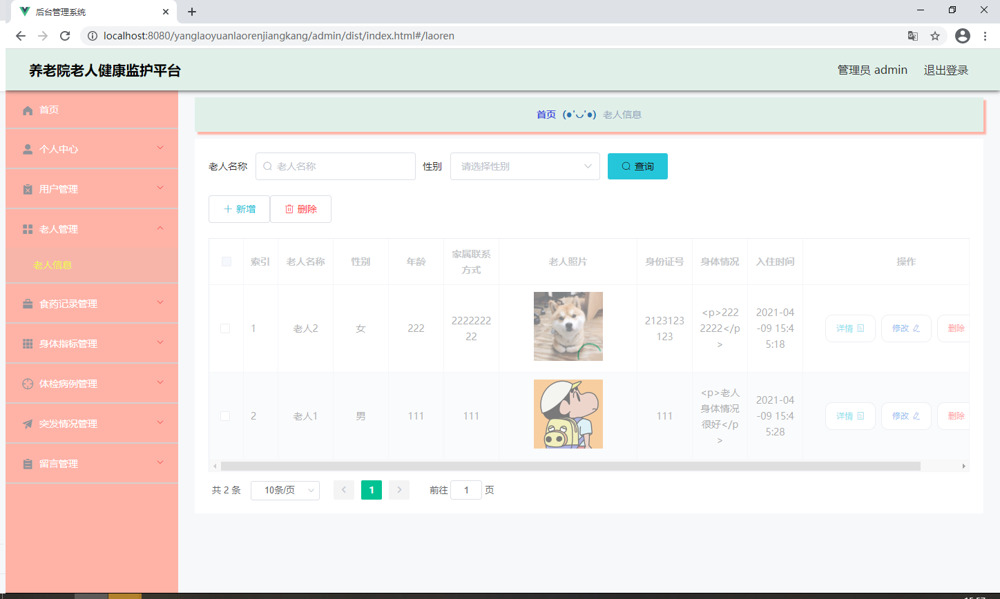 后台管理系统
localhost:8080/yanglaoyuanlaorenjiangkang/admin/dist/index.html#/laoren
养老院老人健康监护平台
管理员 admin
退出登录
首页
个人中心
用户管理
老人管理
老人信息
食药记录管理
身体指标管理
体检病例管理
突发情况管理
留言管理
首页 (●'◡'●) 老人信息
老人名称 老人名称 性别 请选择性别 查询
新增 删除
索引 老人名称 性别 年龄 家属联系
方式 老人照片 身份证号 身体情况 入住时间 操作
1 老人2 女 222
2222222
22
2123123
123
<p>222
2222</p
>
2021-04
-09 15:4
5:18
详情 修改 删除
2 老人1 男 111 111 111
<p>老人
身体情况
很好</p
>
2021-04
-09 15:4
5:28
详情 修改 删除
共 2 条 10条/页 1 前往 1 页